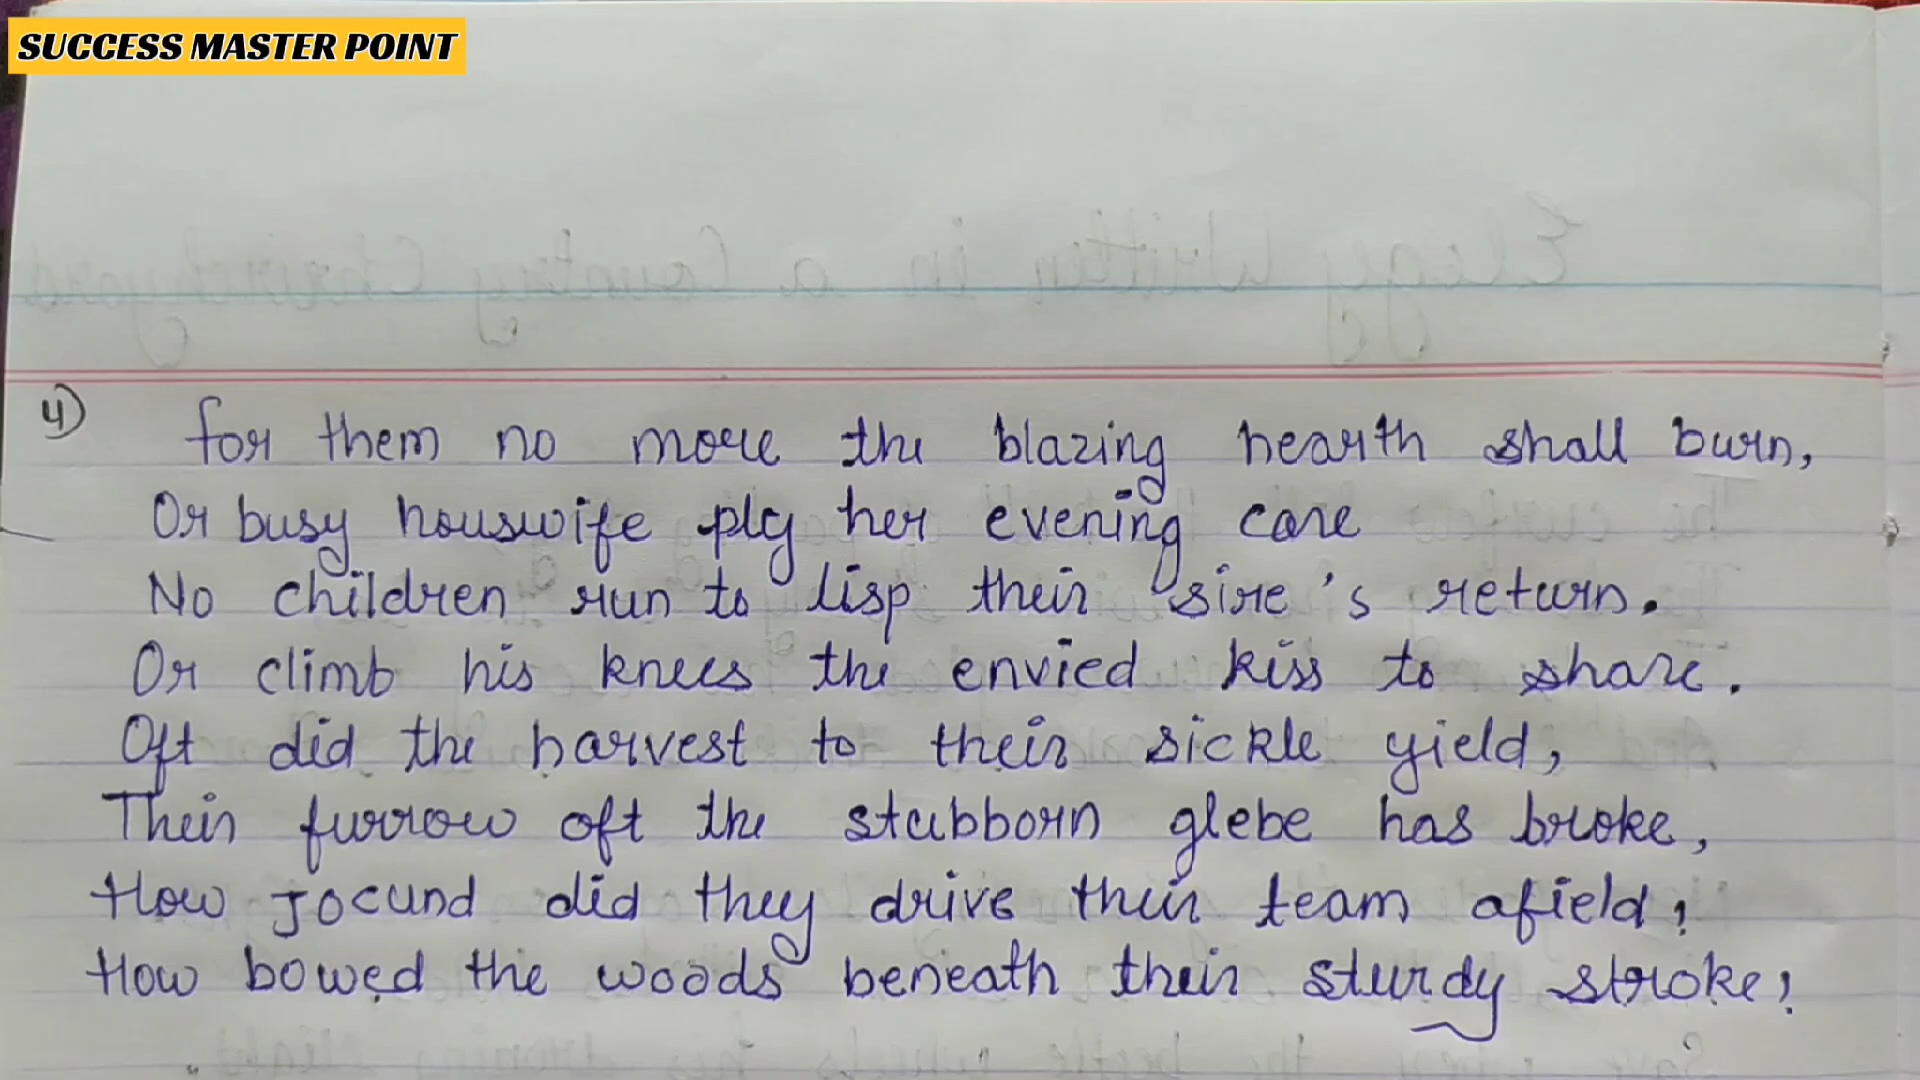 SUCCESS MASTER POINT
4) for them no more the blazing hearth shall burn,
Or busy houswife ply her evening care
No children run to lisp their sire's return.
Or climb his knees the envied kiss to share.
Oft did the harvest to their sickle yield,
Their furrow oft the stubborn glebe has broke,
How jocund did they drive their team afield!
How bowed the woods beneath their sturdy stroke!